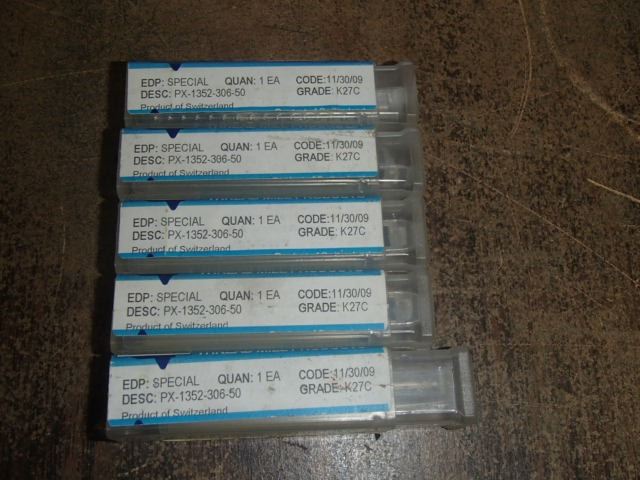 EDP: SPECIAL QUAN: 1 EA CODE:11/30/09
DESC: PX-1352-306-50 GRADE: K27C
Product of Switzerland
EDP: SPECIAL QUAN: 1 EA CODE:11/30/09
DESC: PX-1352-306-50 GRADE: K27C
Product of Switzerland
EDP: SPECIAL QUAN: 1 EA CODE:11/30/09
DESC: PX-1352-306-50 GRADE: K27C
Product of Switzerland
EDP: SPECIAL QUAN: 1 EA CODE:11/30/09
DESC: PX-1352-306-50 GRADE: K27C
Product of Switzerland
EDP: SPECIAL QUAN: 1 EA CODE:11/30/09
DESC: PX-1352-306-50 GRADE: K27C
Product of Switzerland